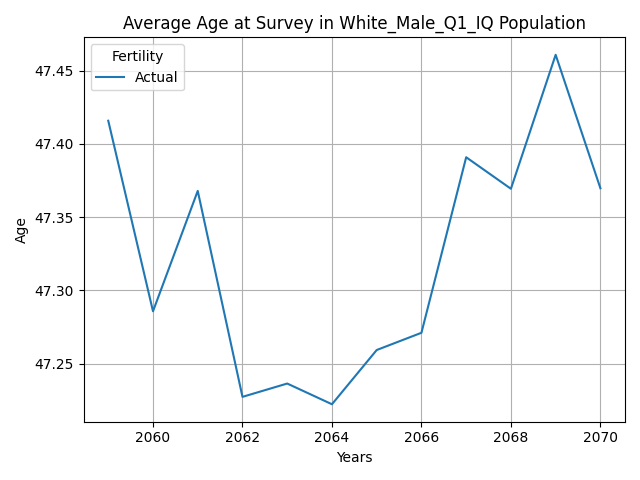 Average Age at Survey in White_Male_Q1_IQ Population
Fertility
Actual
47.45
47.40
47.35
47.30
47.25
Age
2060 2062 2064 2066 2068 2070
Years